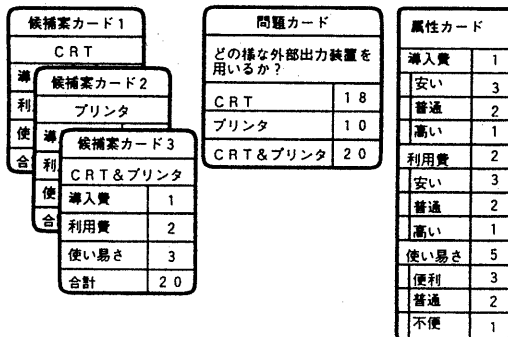 候補案カード1
CRT
導
利
使
合
候補案カード2
プリンタ
導
利
使
合
候補案カード3
CRT&プリンタ
導入費 1
利用費 2
使い易さ 3
合計 20
問題カード
どの様な外部出力装置を
用いるか?
CRT 18
プリンタ 10
CRT&プリンタ 20
属性カード
導入費 1
安い 3
普通 2
高い 1
利用費 2
安い 3
普通 2
高い 1
使い易さ 5
便利 3
普通 2
不便 1